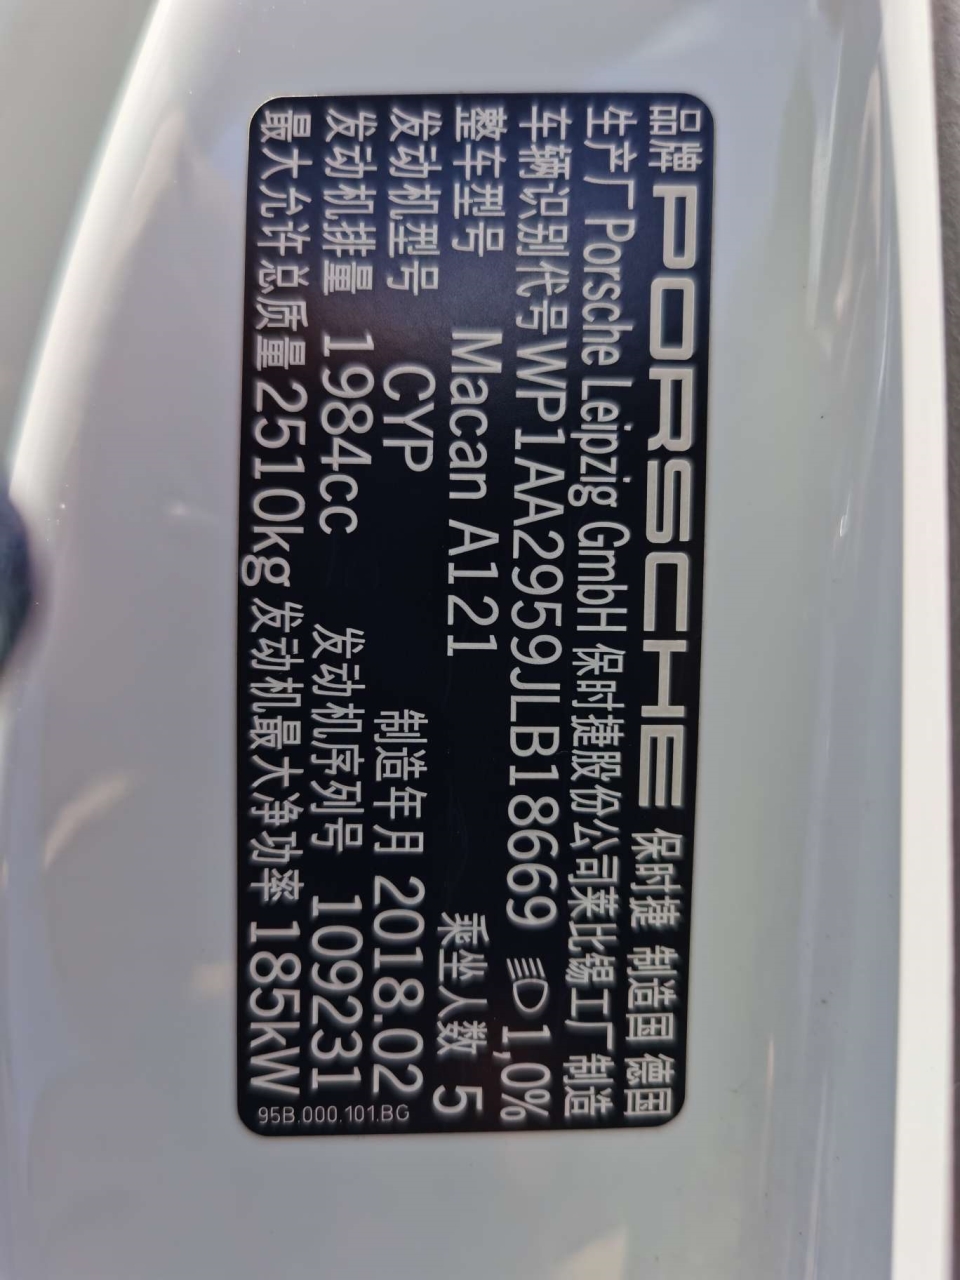 品牌 PORSCHE 保时捷 制造国 德国
生产厂 Porsche Leipzig GmbH 保时捷股份公司莱比锡工厂 制造
车辆识别代号 WP1AA2959JLB18669 1,0%
整车型号 Macan A121 乘坐人数 5
发动机型号 CYP 制造年月 2018.02
发动机排量 1984cc 发动机序列号 109231
最大允许总质量 2510kg 发动机最大净功率 185kW
95B.000.101.BG